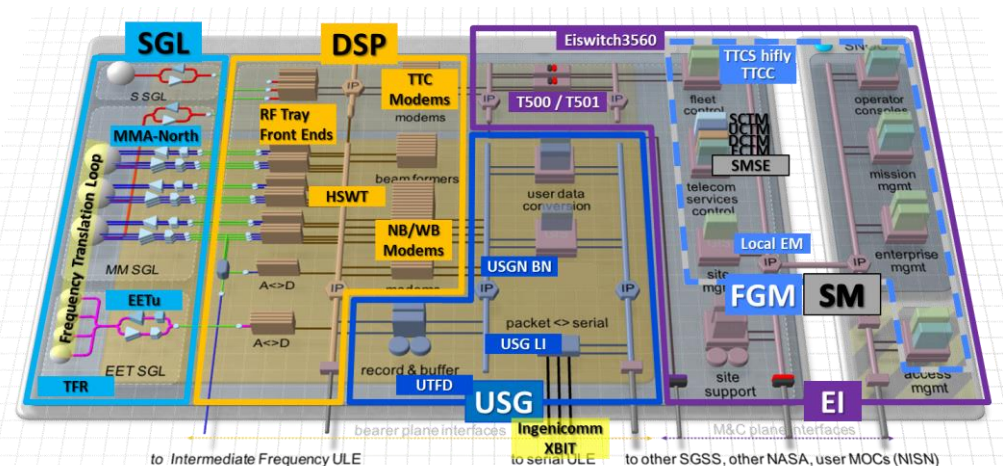 SGL
DSP
Eiswitch3560
S SGL
MMA-North
RF Tray
Front Ends
TTC
Modems
modems
IP
T500 / T501
IP
IP
TTCS hifly
TTCC
fleet
control
SCTM
DCTM
DCTM
SMSE
telecom
services
control
operator
consoles
mission
mgmt
enterprise
mgmt
Frequency Translation Loop
HSWT
beam formers
NB/WB
Modems
modems
user data
conversion
USGN BN
MM SGL
A<>D
IP
IP
IP
Local EM
IP
IP
site
FGM
SM
EETu
A<>D
packet <> serial
USG LI
record & buffer
UTFD
TFR
EET SGL
site
support
access
mgmt
USG
EI
bearer plane interfaces
Ingenicomm
XBIT
M&C plane interfaces
to Intermediate Frequency ULE
to serial ULE
to other SGSS, other NASA, user MOCs (NISN)